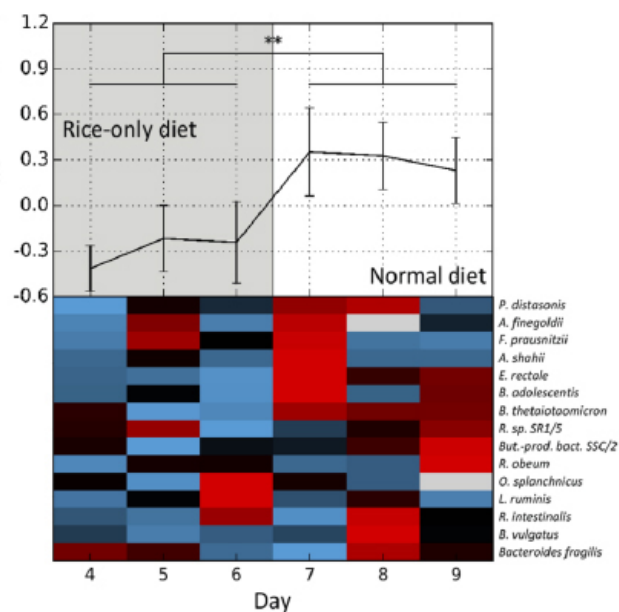 1.2
**
0.9
0.6
Rice-only diet
0.3
0.0
-0.3
Normal diet
-0.6
P. distasonis
A. finegoldii
F. prausnitzii
A. shahii
E. rectale
B. adolescentis
B. thetaiotaomicron
R. sp. SR1/5
But.-prod. bact. SSC/2
R. obeum
O. splanchnicus
L. ruminis
R. intestinalis
B. vulgatus
Bacteroides fragilis
4 5 6 7 8 9
Day